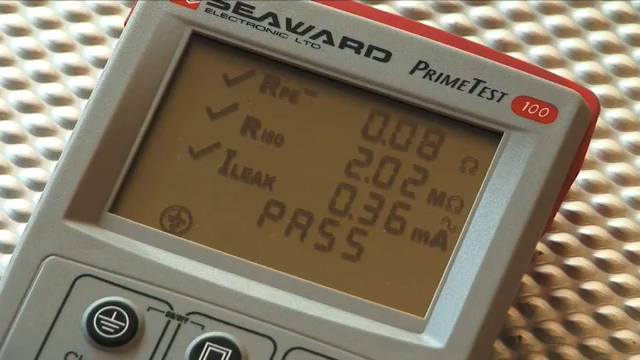 SEAWARD
ELECTRONIC LTD.
PRIMETEST 100
✓ RPE 0.08 Ω
✓ RISO 2.02 MΩ
✓ ILEAK 0.36 mA
PASS